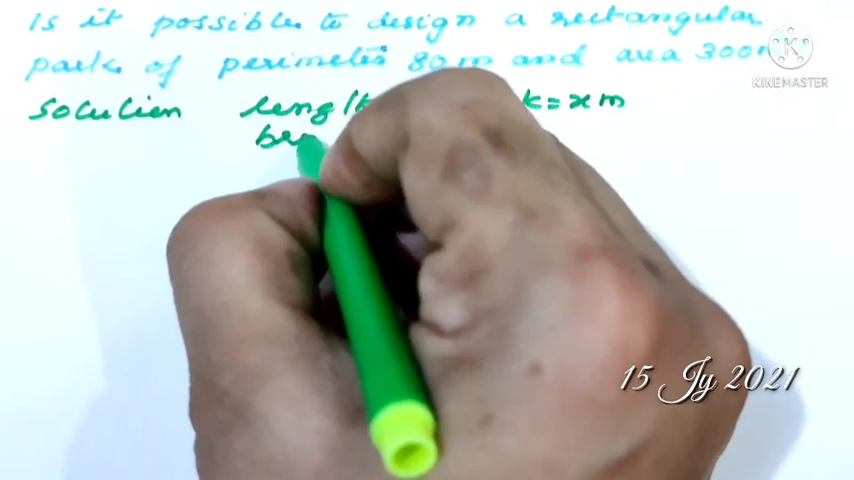 Is it possible to design a rectangular
park of perimeter 80 m and area 300
KINEMASTER
Solution length k = x m
15 Jy 2021